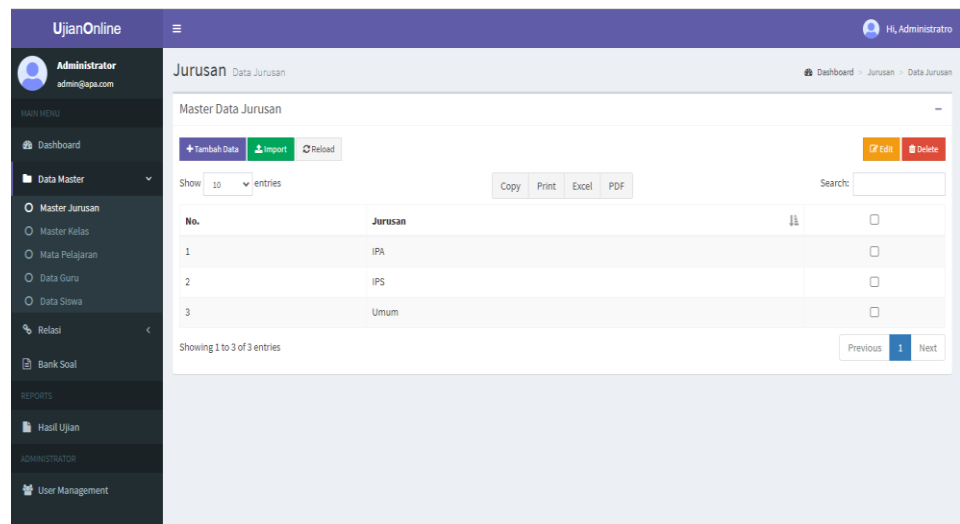 UjianOnline
Hi, Administratro
Administrator
admin@apa.com
MAIN MENU
Dashboard
Data Master
Master Jurusan
Master Kelas
Mata Pelajaran
Data Guru
Data Siswa
Relasi
Bank Soal
REPORTS
Hasil Ujian
ADMINISTRATOR
User Management
Jurusan Data Jurusan
Dashboard > Jurusan > Data Jurusan
Master Data Jurusan
+Tambah Data Import Reload Edit Delete
Show 10 entries Copy Print Excel PDF Search:
No. Jurusan
1 IPA
2 IPS
3 Umum
Showing 1 to 3 of 3 entries Previous 1 Next